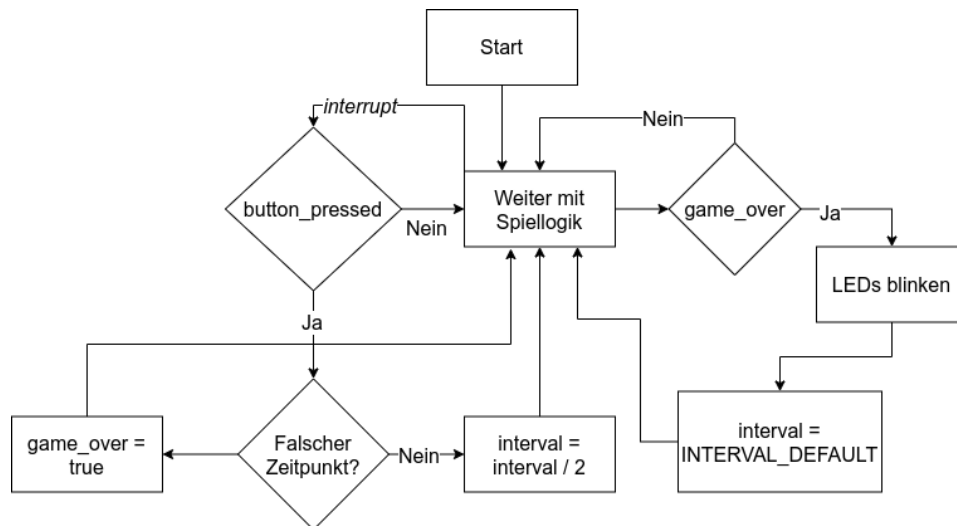 Start
interrupt
Nein
button_pressed
Nein
Weiter mit
Spiellogik
game_over
Ja
LEDs blinken
Ja
game_over =
true
Falscher
Zeitpunkt?
Nein
interval =
interval / 2
interval =
INTERVAL_DEFAULT